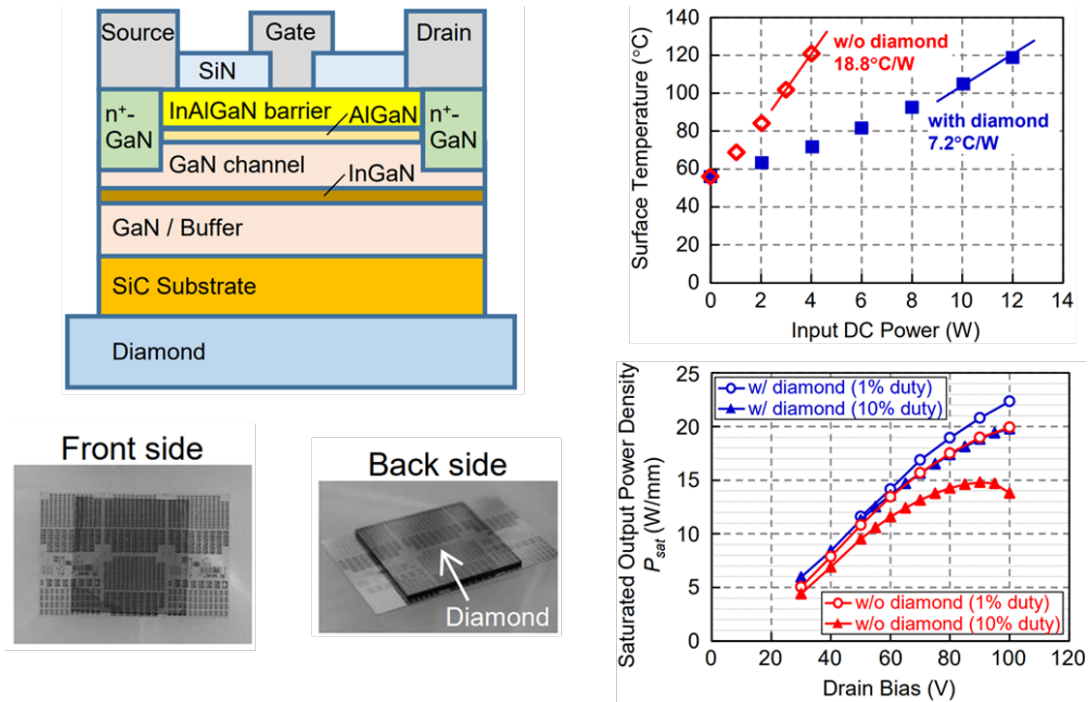 Source
Gate
Drain
SiN
n⁺-
GaN
InAlGaN barrier
AlGaN
n⁺-
GaN
GaN channel
InGaN
GaN / Buffer
SiC Substrate
Diamond
Front side
Back side
Diamond
Surface Temperature (°C)
140
120
100
80
60
40
20
0
w/o diamond
18.8°C/W
with diamond
7.2°C/W
0 2 4 6 8 10 12 14
Input DC Power (W)
Saturated Output Power Density
P_sat (W/mm)
25
20
15
10
5
0
w/ diamond (1% duty)
w/ diamond (10% duty)
w/o diamond (1% duty)
w/o diamond (10% duty)
0 20 40 60 80 100 120
Drain Bias (V)